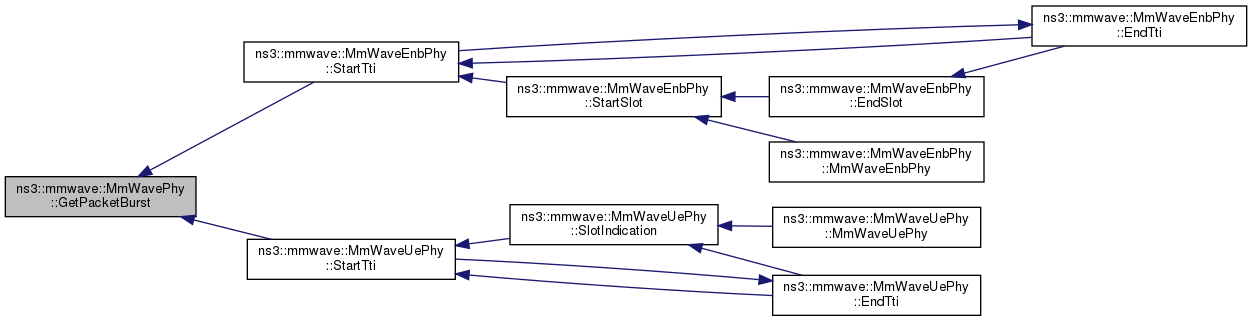 ns3::mmwave::MmWavePhy
::GetPacketBurst
ns3::mmwave::MmWaveEnbPhy
::StartTti
ns3::mmwave::MmWaveEnbPhy
::StartSlot
ns3::mmwave::MmWaveEnbPhy
::EndTti
ns3::mmwave::MmWaveEnbPhy
::EndSlot
ns3::mmwave::MmWaveEnbPhy
::MmWaveEnbPhy
ns3::mmwave::MmWaveUePhy
::StartTti
ns3::mmwave::MmWaveUePhy
::SlotIndication
ns3::mmwave::MmWaveUePhy
::MmWaveUePhy
ns3::mmwave::MmWaveUePhy
::EndTti